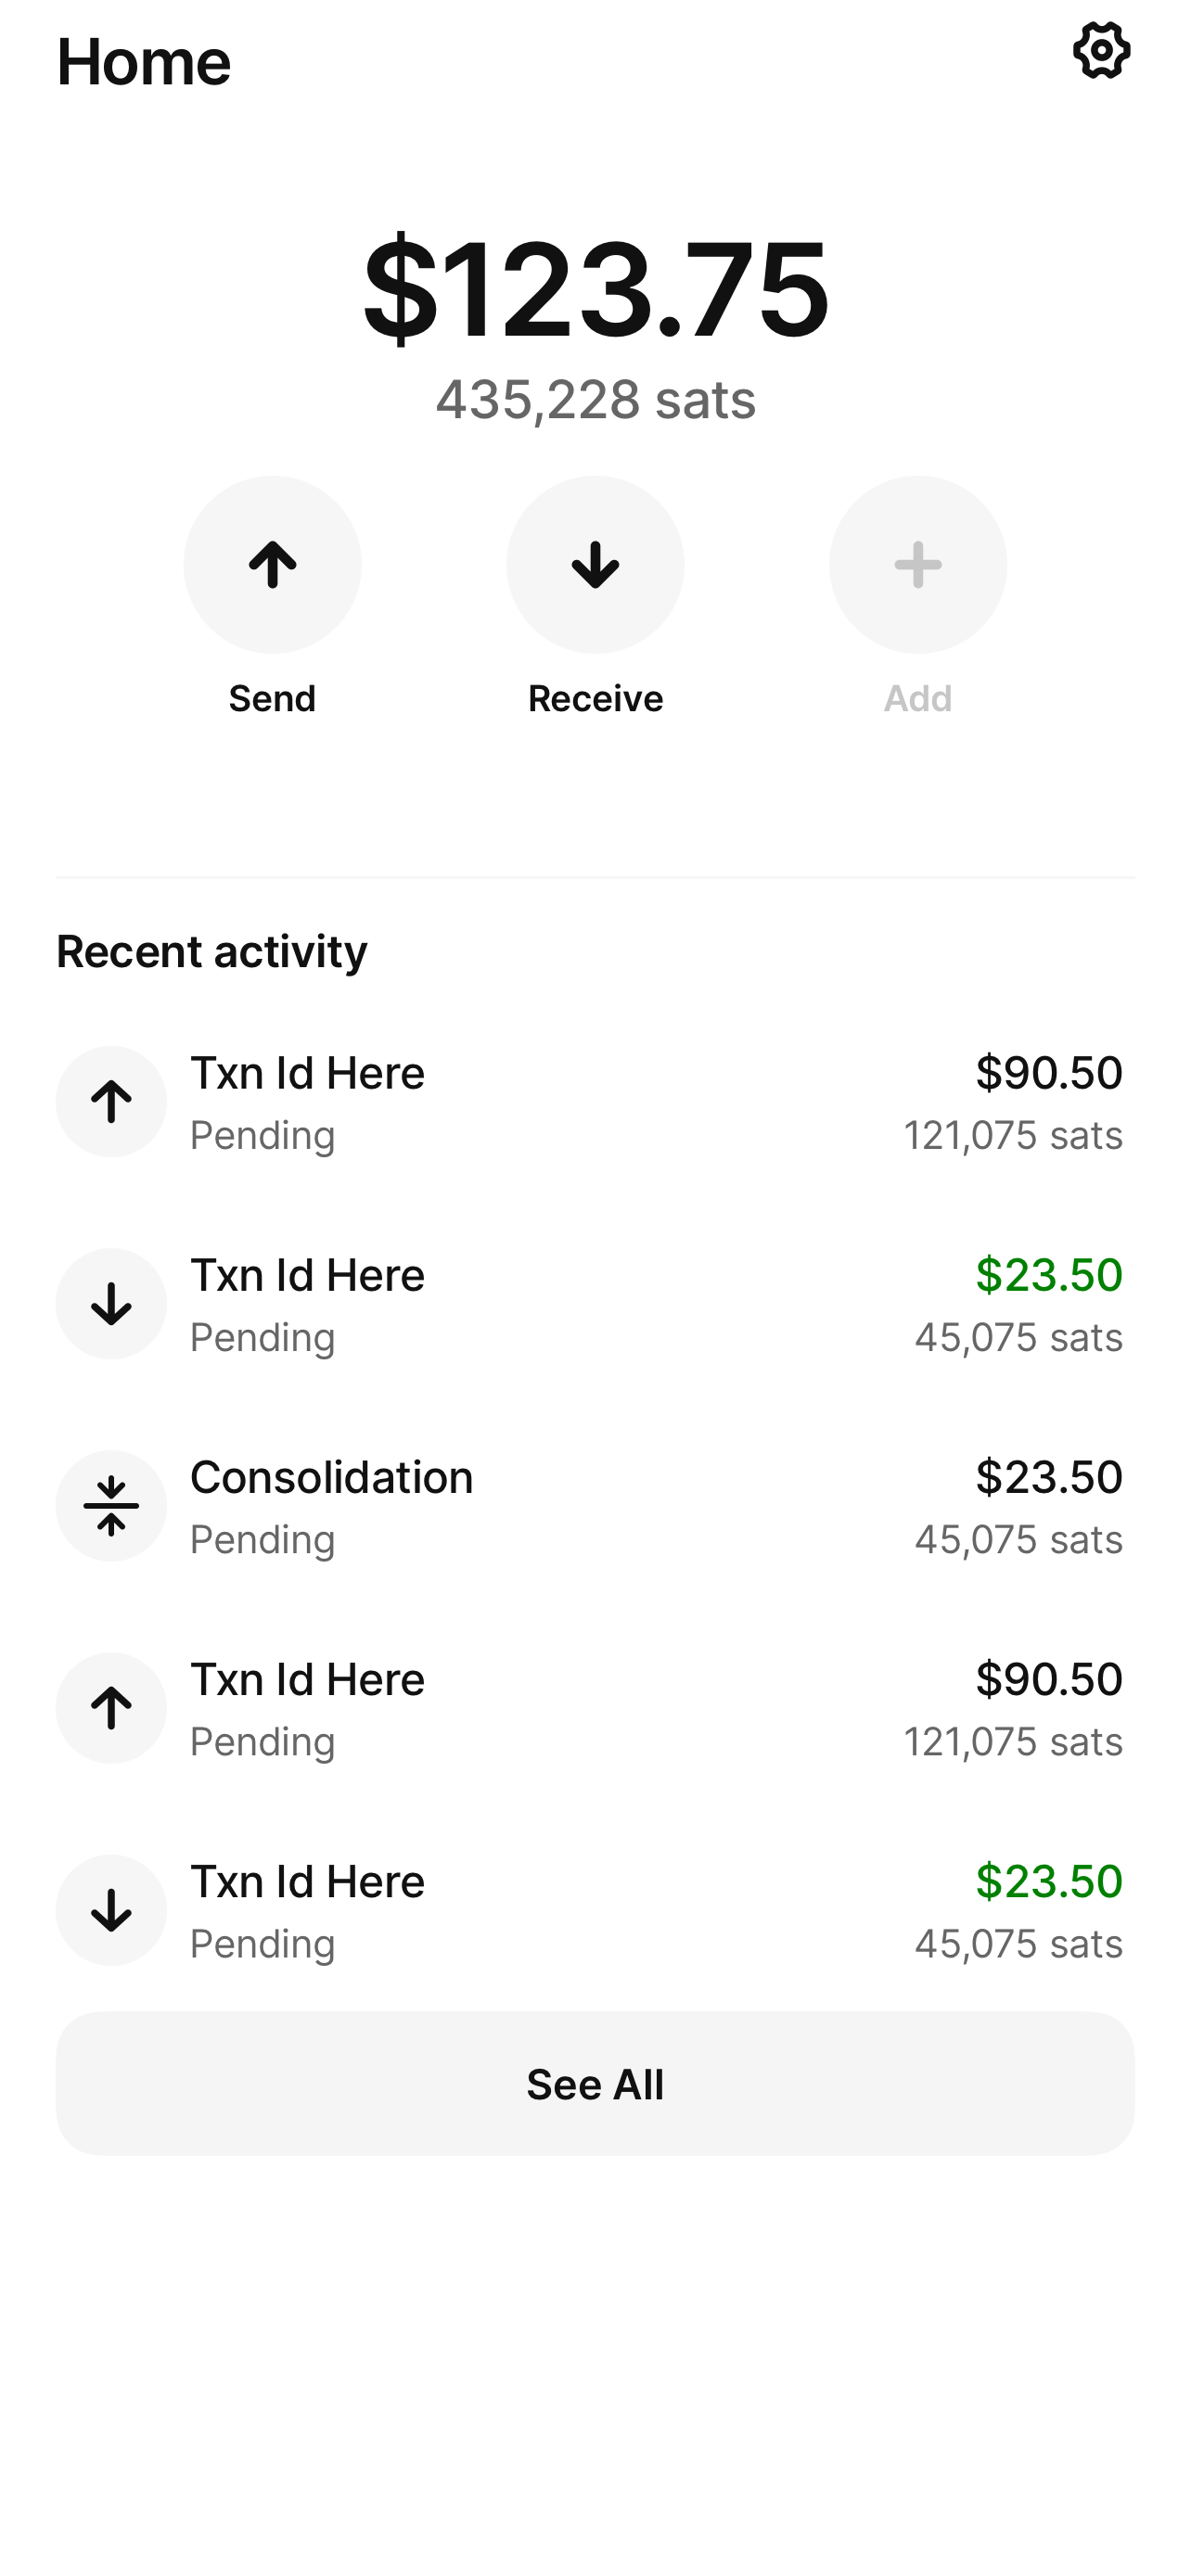 Home
$123.75
435,228 sats
Send
Receive
Add
Recent activity
Txn Id Here
$90.50
Pending
121,075 sats
Txn Id Here
$23.50
Pending
45,075 sats
Consolidation
$23.50
Pending
45,075 sats
Txn Id Here
$90.50
Pending
121,075 sats
Txn Id Here
$23.50
Pending
45,075 sats
See All